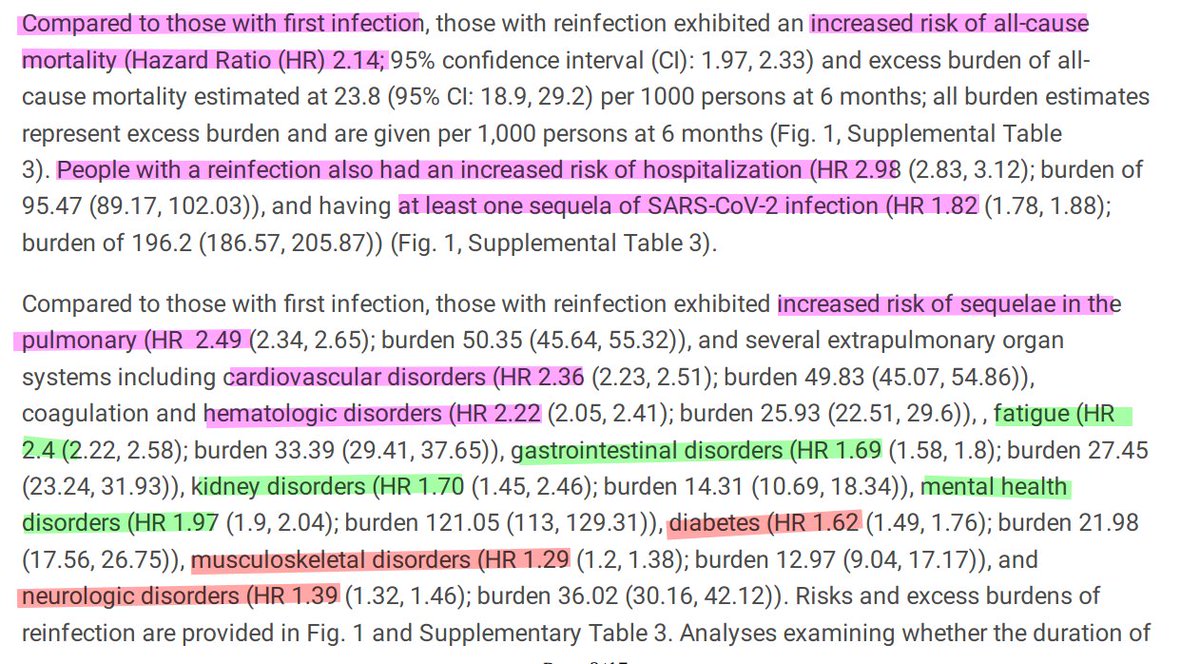 Compared to those with first infection, those with reinfection exhibited an increased risk of all-cause
mortality (Hazard Ratio (HR) 2.14; 95% confidence interval (CI): 1.97, 2.33) and excess burden of all-
cause mortality estimated at 23.8 (95% CI: 18.9, 29.2) per 1000 persons at 6 months; all burden estimates
represent excess burden and are given per 1,000 persons at 6 months (Fig. 1, Supplemental Table
3). People with a reinfection also had an increased risk of hospitalization (HR 2.98 (2.83, 3.12); burden of
95.47 (89.17, 102.03)), and having at least one sequela of SARS-CoV-2 infection (HR 1.82 (1.78, 1.88);
burden of 196.2 (186.57, 205.87)) (Fig. 1, Supplemental Table 3).
Compared to those with first infection, those with reinfection exhibited increased risk of sequelae in the
pulmonary (HR 2.49 (2.34, 2.65); burden 50.35 (45.64, 55.32)), and several extrapulmonary organ
systems including cardiovascular disorders (HR 2.36 (2.23, 2.51); burden 49.83 (45.07, 54.86)),
coagulation and hematologic disorders (HR 2.22 (2.05, 2.41); burden 25.93 (22.51, 29.6)), , fatigue (HR
2.4 (2.22, 2.58); burden 33.39 (29.41, 37.65)), gastrointestinal disorders (HR 1.69 (1.58, 1.8); burden 27.45
(23.24, 31.93)), kidney disorders (HR 1.70 (1.45, 2.46); burden 14.31 (10.69, 18.34)), mental health
disorders (HR 1.97 (1.9, 2.04); burden 121.05 (113, 129.31)), diabetes (HR 1.62 (1.49, 1.76); burden 21.98
(17.56, 26.75)), musculoskeletal disorders (HR 1.29 (1.2, 1.38); burden 12.97 (9.04, 17.17)), and
neurologic disorders (HR 1.39 (1.32, 1.46); burden 36.02 (30.16, 42.12)). Risks and excess burdens of
reinfection are provided in Fig. 1 and Supplementary Table 3. Analyses examining whether the duration of